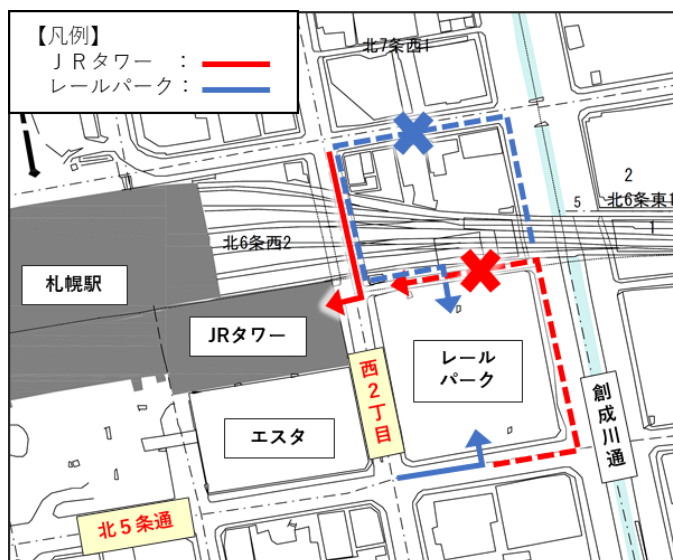 【凡例】
ＪＲタワー ：
レールパーク：
北7条西1
2
5
北6条東1
1
北6条西2
札幌駅
JRタワー
レール
パーク
西２丁目
創成川通
エスタ
北５条通